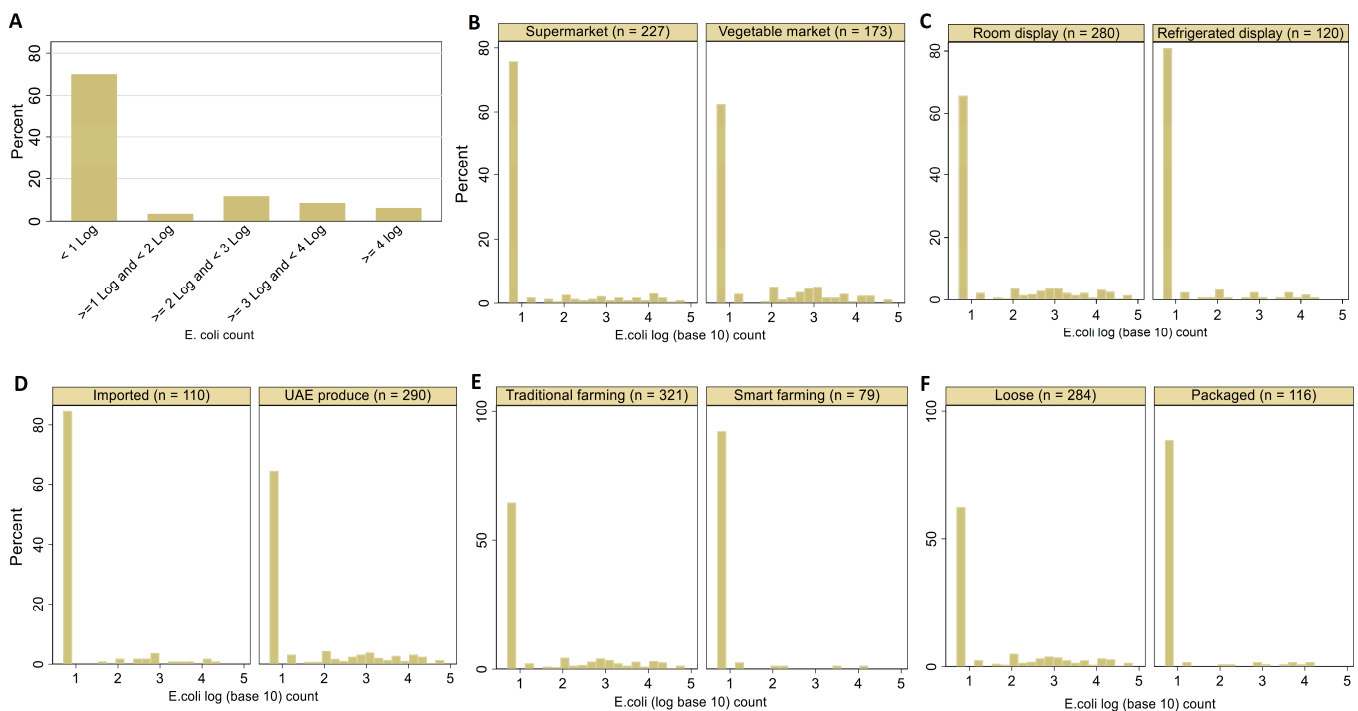 A
Percent
80
60
40
20
0
< 1 Log
>=1 Log and < 2 Log
>= 2 Log and < 3 Log
>= 3 Log and < 4 Log
>= 4 log
E. coli count
B
Supermarket (n = 227)
Vegetable market (n = 173)
Percent
80
60
40
20
0
1 2 3 4 5
1 2 3 4 5
E.coli log (base 10) count
C
Room display (n = 280)
Refrigerated display (n = 120)
80
60
40
20
0
1 2 3 4 5
1 2 3 4 5
E.coli log (base 10) count
D
Imported (n = 110)
UAE produce (n = 290)
Percent
80
60
40
20
0
1 2 3 4 5
1 2 3 4 5
E.coli log (base 10) count
E
Traditional farming (n = 321)
Smart farming (n = 79)
100
50
0
1 2 3 4 5
1 2 3 4 5
E.coli (log base 10) count
F
Loose (n = 284)
Packaged (n = 116)
100
50
0
1 2 3 4 5
1 2 3 4 5
E.coli log (base 10) count